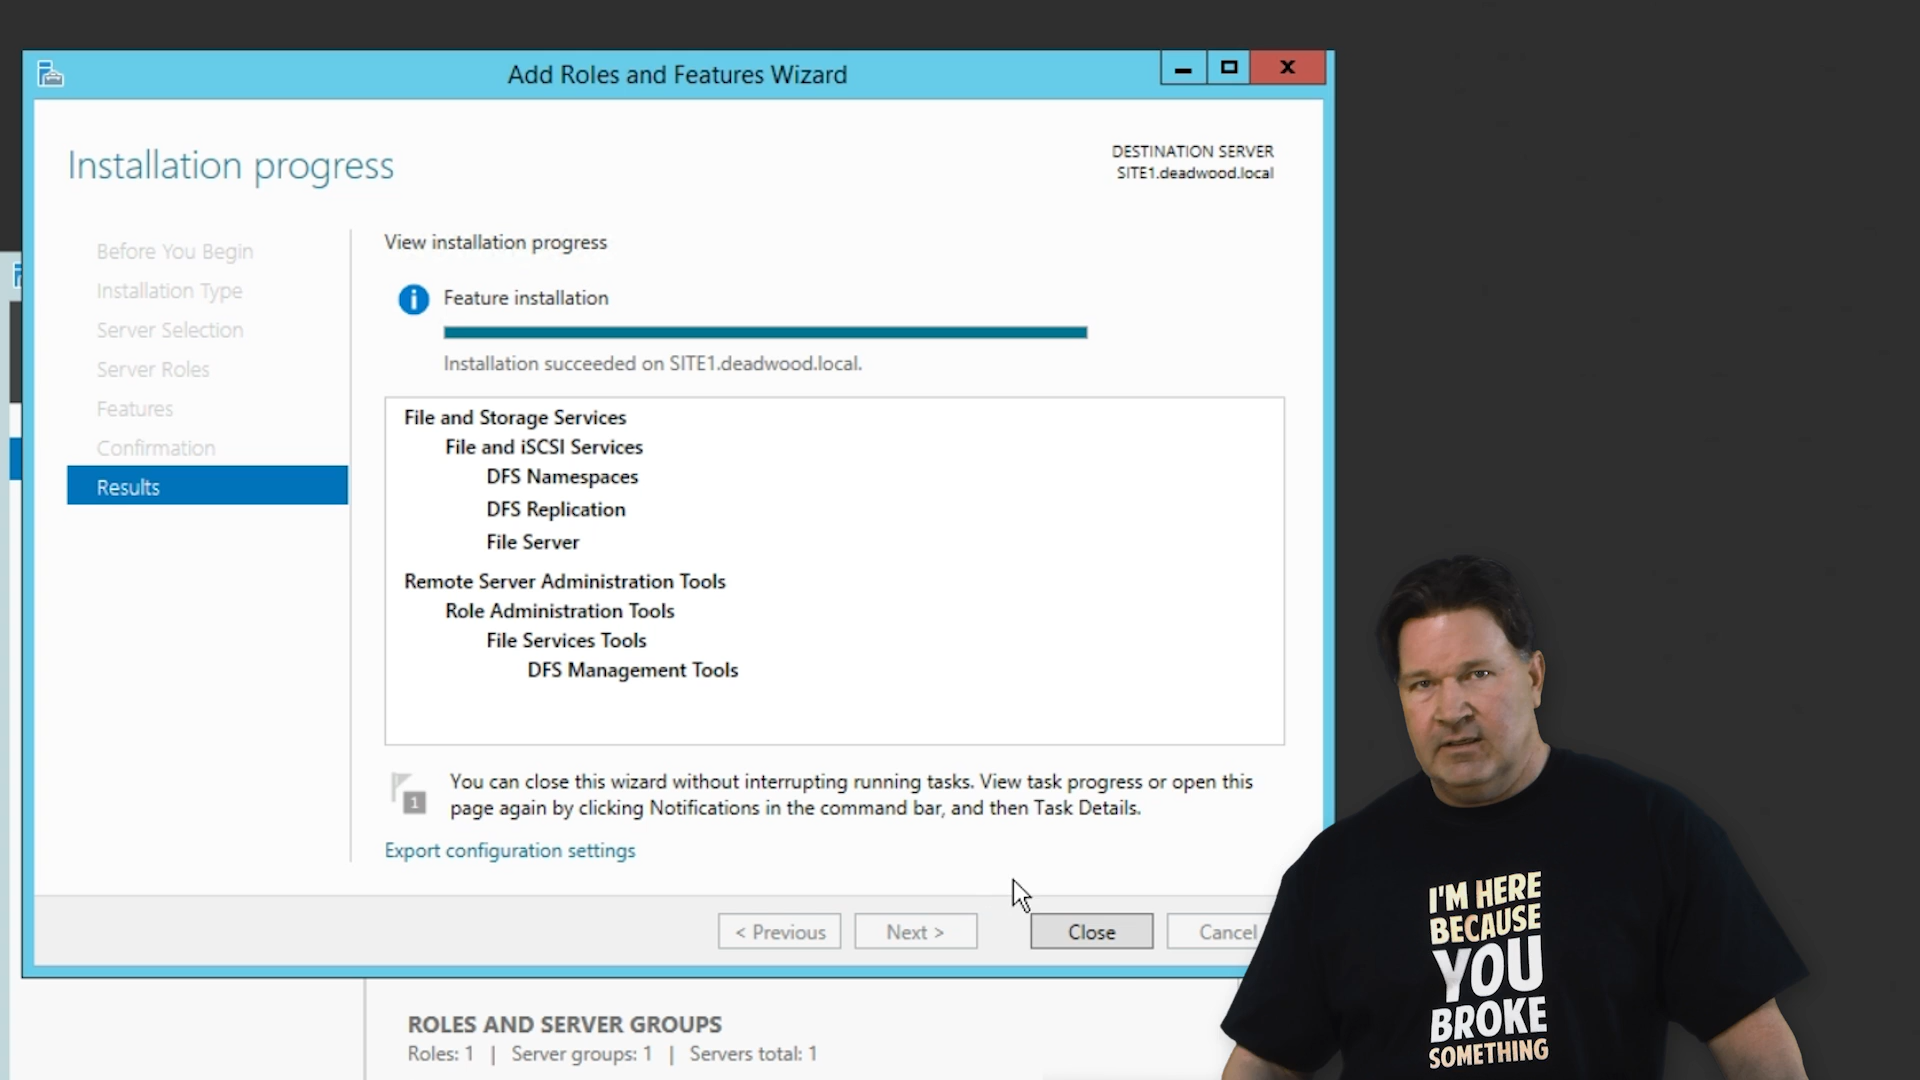 Add Roles and Features Wizard
Installation progress
DESTINATION SERVER
SITE1.deadwood.local
Before You Begin
Installation Type
Server Selection
Server Roles
Features
Confirmation
Results
View installation progress
Feature installation
Installation succeeded on SITE1.deadwood.local.
File and Storage Services
File and iSCSI Services
DFS Namespaces
DFS Replication
File Server
Remote Server Administration Tools
Role Administration Tools
File Services Tools
DFS Management Tools
1
You can close this wizard without interrupting running tasks. View task progress or open this
page again by clicking Notifications in the command bar, and then Task Details.
Export configuration settings
< Previous
Next >
Close
Cancel
ROLES AND SERVER GROUPS
Roles: 1 | Server groups: 1 | Servers total: 1
I'M HERE
BECAUSE
YOU
BROKE
SOMETHING